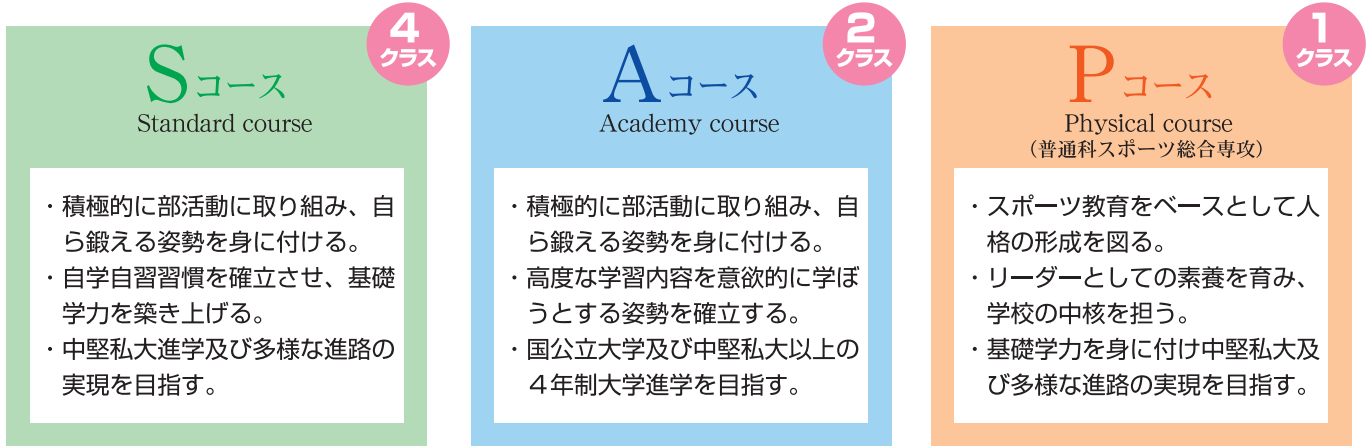 4
クラス
Sコース
Standard course
・積極的に部活動に取り組み、自
ら鍛える姿勢を身に付ける。
・自学自習習慣を確立させ、基礎
学力を築き上げる。
・中堅私大進学及び多様な進路の
実現を目指す。
2
クラス
Aコース
Academy course
・積極的に部活動に取り組み、自
ら鍛える姿勢を身に付ける。
・高度な学習内容を意欲的に学ぼ
うとする姿勢を確立する。
・国公立大学及び中堅私大以上の
４年制大学進学を目指す。
1
クラス
Pコース
Physical course
（普通科スポーツ総合専攻）
・スポーツ教育をベースとして人
格の形成を図る。
・リーダーとしての素養を育み、
学校の中核を担う。
・基礎学力を身に付け中堅私大及
び多様な進路の実現を目指す。